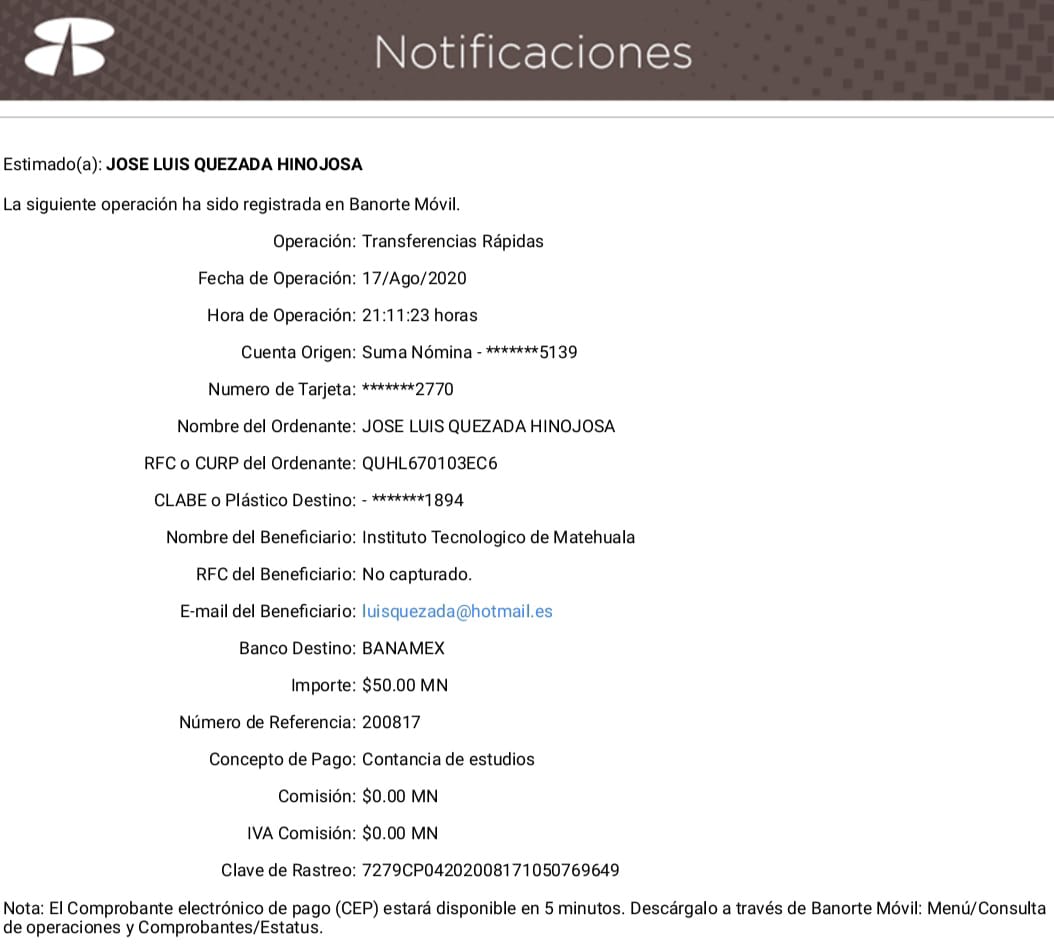 Notificaciones
Estimado(a): JOSE LUIS QUEZADA HINOJOSA
La siguiente operación ha sido registrada en Banorte Móvil.
Operación: Transferencias Rápidas
Fecha de Operación: 17/Ago/2020
Hora de Operación: 21:11:23 horas
Cuenta Origen: Suma Nómina - *******5139
Numero de Tarjeta: *******2770
Nombre del Ordenante: JOSE LUIS QUEZADA HINOJOSA
RFC o CURP del Ordenante: QUHL670103EC6
CLABE o Plástico Destino: - *******1894
Nombre del Beneficiario: Instituto Tecnologico de Matehuala
RFC del Beneficiario: No capturado.
E-mail del Beneficiario: luisquezada@hotmail.es
Banco Destino: BANAMEX
Importe: $50.00 MN
Número de Referencia: 200817
Concepto de Pago: Contancia de estudios
Comisión: $0.00 MN
IVA Comisión: $0.00 MN
Clave de Rastreo: 7279CP04202008171050769649
Nota: El Comprobante electrónico de pago (CEP) estará disponible en 5 minutos. Descárgalo a través de Banorte Móvil: Menú/Consulta
de operaciones y Comprobantes/Estatus.